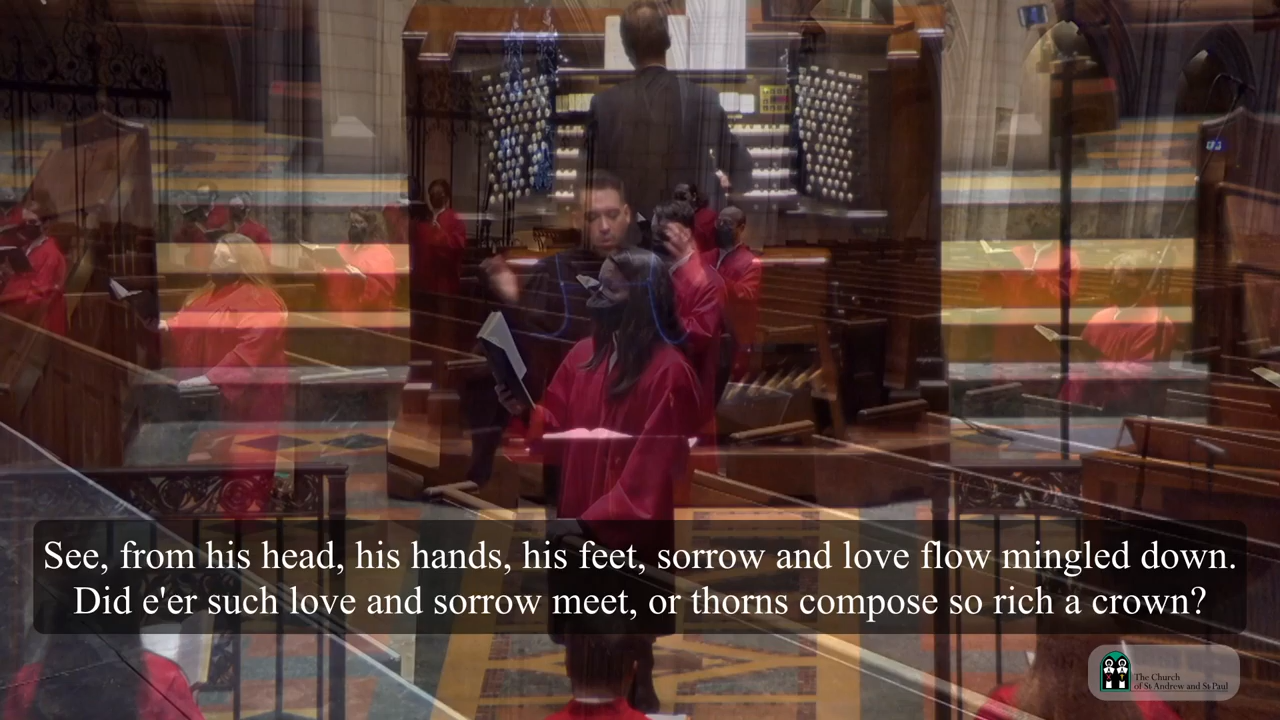 See, from his head, his hands, his feet, sorrow and love flow mingled down.
Did e'er such love and sorrow meet, or thorns compose so rich a crown?
The Church
of St Andrew and St Paul